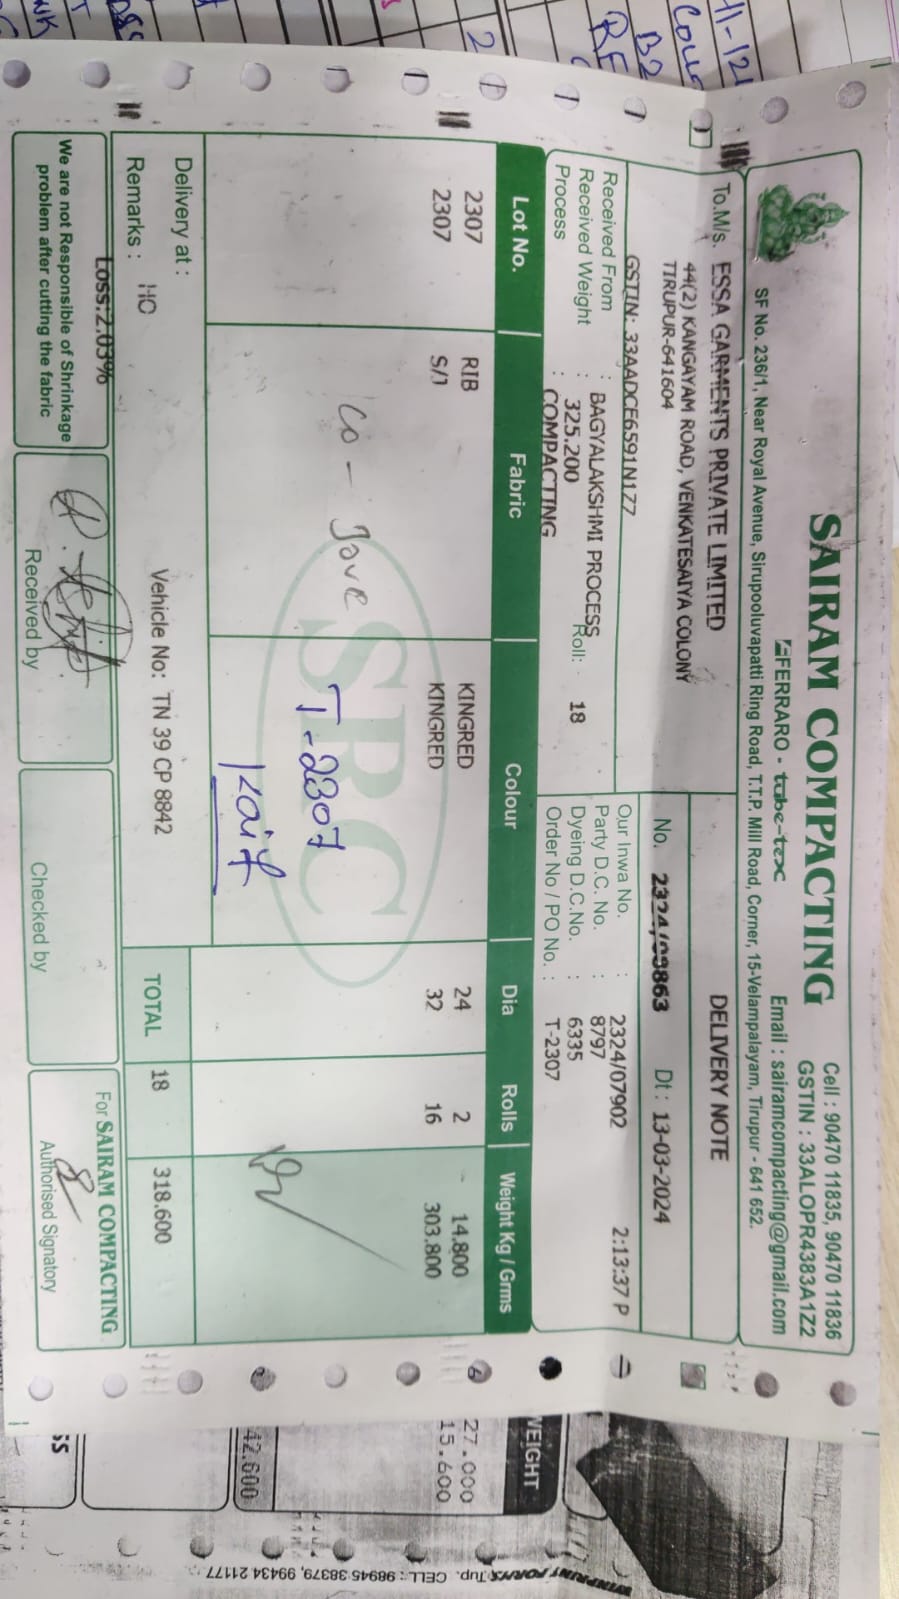 SAIRAM COMPACTING
Cell : 90470 11835, 90470 11836
GSTIN : 33ALOPR4383A1Z2
FERRARO - tube-tex
Email : sairamcompacting@gmail.com
SF No. 236/1, Near Royal Avenue, Sirupooluvapatti Ring Road, T.T.P. Mill Road, Corner, 15-Velampalayam, Tirupur - 641 652.
To.M/s. ESSA GARMENTS PRIVATE LIMITED
44(2) KANGAYAM ROAD, VENKATESAIYA COLONY
TIRUPUR-641604
GSTIN: 33AADCE6591N1Z7
DELIVERY NOTE
No. 2324/08863 Dt : 13-03-2024
Received From : BAGYALAKSHMI PROCESS
Received Weight : 325.200 Roll: 18
Process : COMPACTING
Our Inwa No. : 2324/07902 2:13:37 P
Party D.C. No. : 8797
Dyeing D.C.No. : 6335
Order No / PO No. : T-2307
Lot No. Fabric Colour Dia Rolls Weight Kg / Grms
2307 RIB KINGRED 24 2 14.800
2307 S/J KINGRED 32 16 303.800
SRC
Co - Jove
T-2307
Kaif
Delivery at :
Vehicle No: TN 39 CP 8842
Remarks : HO
TOTAL 18 318.600
Loss:2.03%
We are not Responsible of Shrinkage
problem after cutting the fabric
Received by
Checked by
For SAIRAM COMPACTING
Authorised Signatory
WEIGHT
27.000
15.600
42.600
Tup. CELL : 98945 38379, 99434 21177